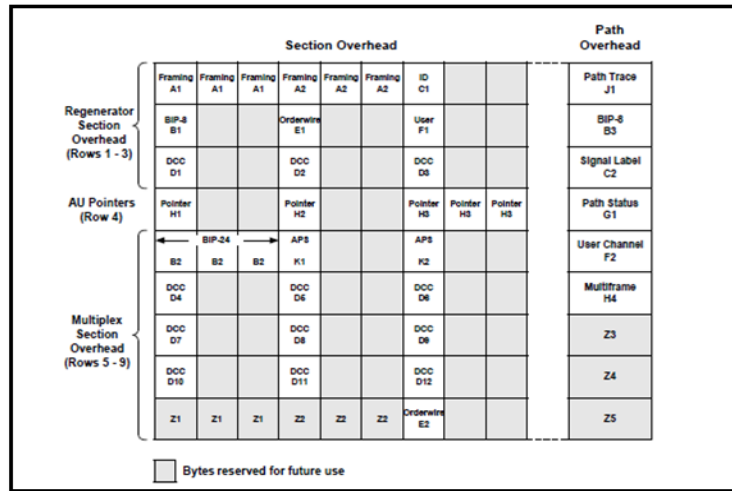 Section Overhead
Path
Overhead
Regenerator
Section
Overhead
(Rows 1 - 3)
Framing Framing Framing Framing Framing Framing ID
A1 A1 A1 A2 A2 A2 C1
Path Trace
J1
BIP-8 Orderwire User
B1 E1 F1
BIP-8
B3
DCC DCC DCC
D1 D2 D3
Signal Label
C2
AU Pointers
(Row 4)
Pointer Pointer Pointer Pointer Pointer
H1 H2 H3 H3 H3
Path Status
G1
Multiplex
Section
Overhead
(Rows 5 - 9)
BIP-24 APS APS
B2 B2 B2 K1 K2
User Channel
F2
DCC DCC DCC
D4 D5 D6
Multiframe
H4
DCC DCC DCC
D7 D8 D9
Z3
DCC DCC DCC
D10 D11 D12
Z4
Z1 Z1 Z1 Z2 Z2 Z2 Orderwire
E2
Z5
Bytes reserved for future use